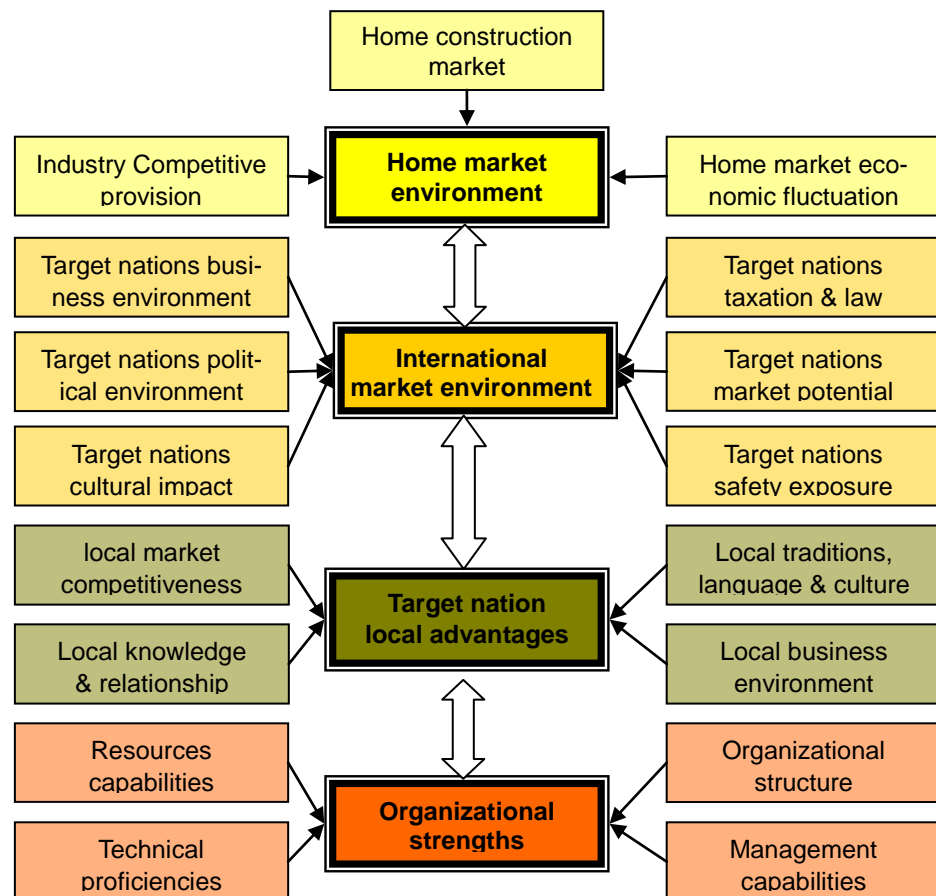 Home construction
market
Industry Competitive
provision
Home market
environment
Home market eco-
nomic fluctuation
Target nations busi-
ness environment
Target nations
taxation & law
Target nations polit-
ical environment
International
market environment
Target nations
market potential
Target nations
cultural impact
Target nations
safety exposure
local market
competitiveness
Local traditions,
language & culture
Target nation
local advantages
Local knowledge
& relationship
Local business
environment
Resources
capabilities
Organizational
structure
Organizational
strengths
Technical
proficiencies
Management
capabilities